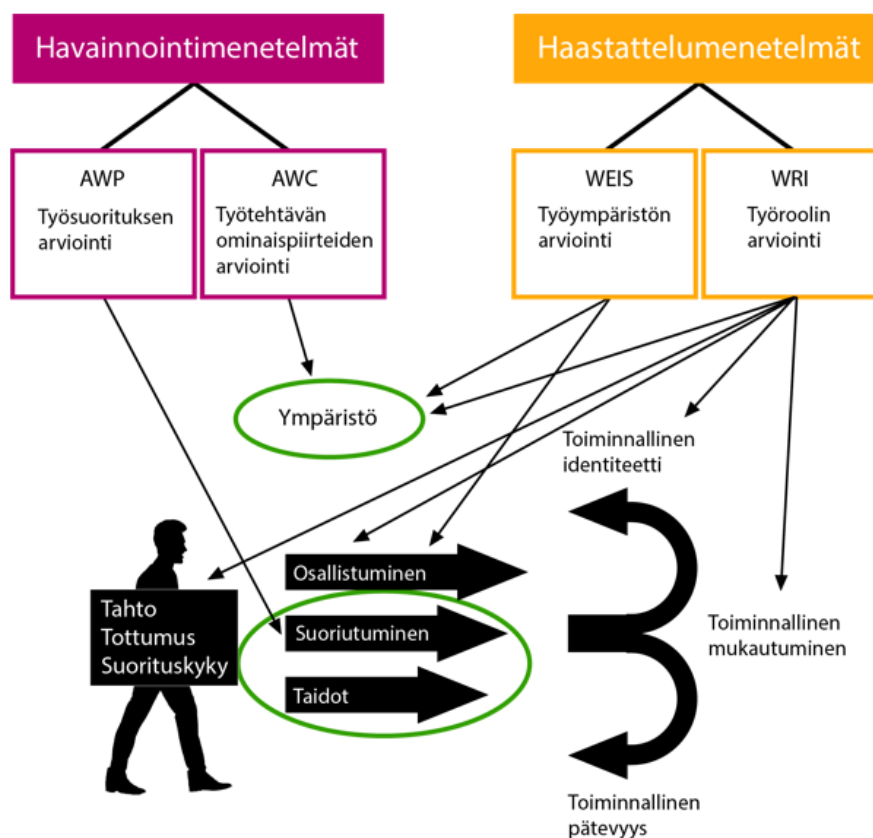 Havainnointimenetelmät
Haastattelumenetelmät
AWP
Työsuorituksen
arviointi
AWC
Työtehtävän
ominaispiirteiden
arviointi
WEIS
Työympäristön
arviointi
WRI
Työroolin
arviointi
Ympäristö
Toiminnallinen
identiteetti
Osallistuminen
Tahto
Tottumus
Suorituskyky
Suoriutuminen
Taidot
Toiminnallinen
mukautuminen
Toiminnallinen
pätevyys